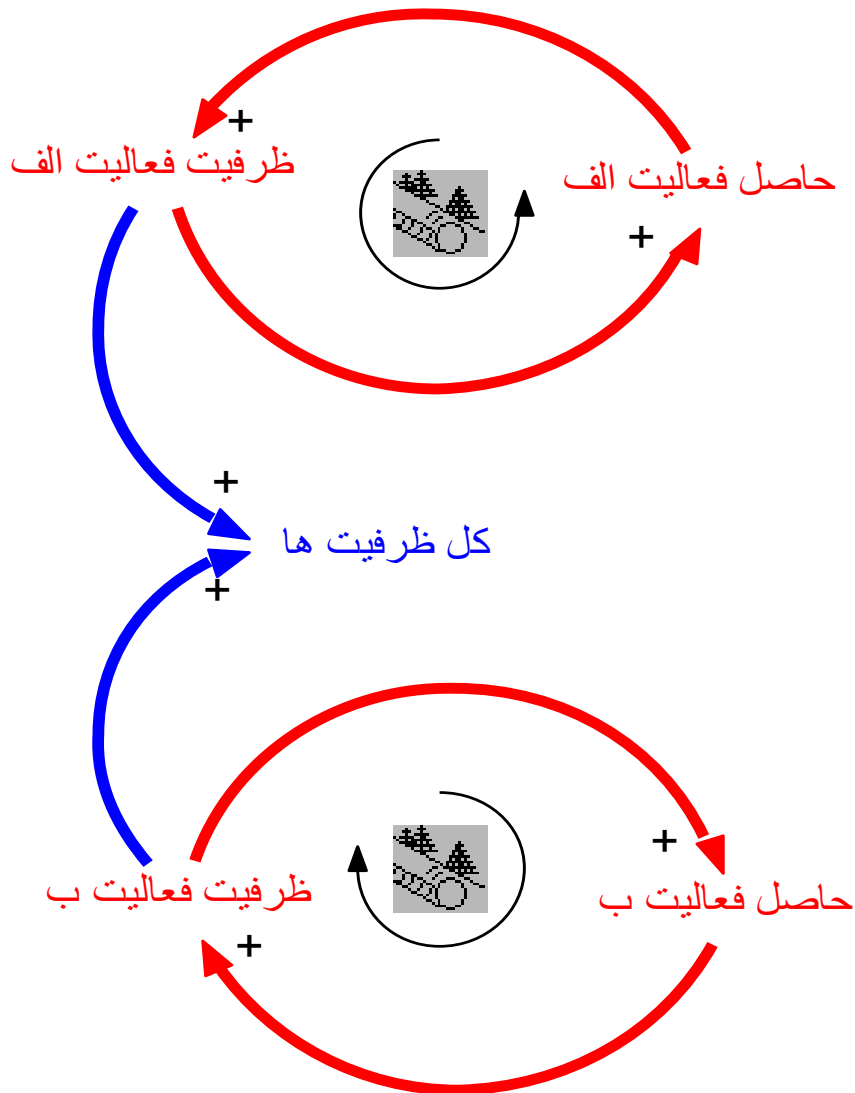 +
ظرفیت فعالیت الف
حاصل فعالیت الف
+
+
کل ظرفیت ها
+
+
ظرفیت فعالیت ب
حاصل فعالیت ب
+